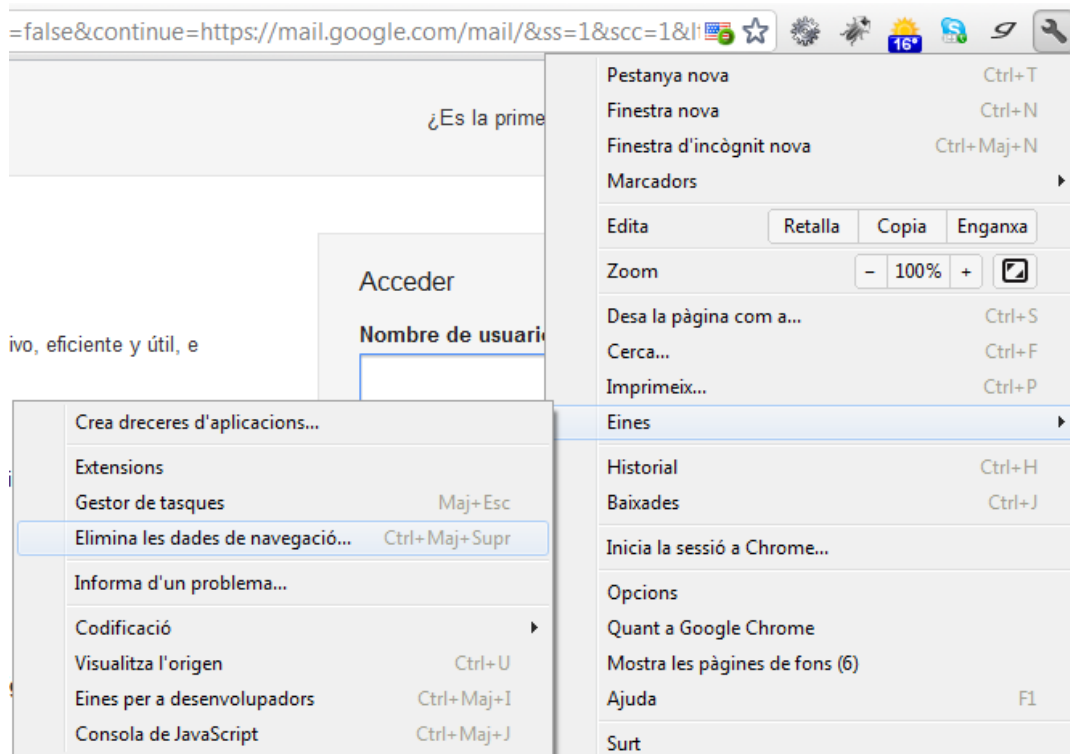 =false&continue=https://mail.google.com/mail/&ss=1&scc=1&l
16°
¿Es la prime
Acceder
Nombre de usuari
ivo, eficiente y útil, e
Pestanya nova Ctrl+T
Finestra nova Ctrl+N
Finestra d'incògnit nova Ctrl+Maj+N
Marcadors
Edita Retalla Copia Enganxa
Zoom - 100% +
Desa la pàgina com a... Ctrl+S
Cerca... Ctrl+F
Imprimeix... Ctrl+P
Eines
Historial Ctrl+H
Baixades Ctrl+J
Inicia la sessió a Chrome...
Opcions
Quant a Google Chrome
Mostra les pàgines de fons (6)
Ajuda F1
Surt
Crea dreceres d'aplicacions...
Extensions
Gestor de tasques Maj+Esc
Elimina les dades de navegació... Ctrl+Maj+Supr
Informa d'un problema...
Codificació
Visualitza l'origen Ctrl+U
Eines per a desenvolupadors Ctrl+Maj+I
Consola de JavaScript Ctrl+Maj+J